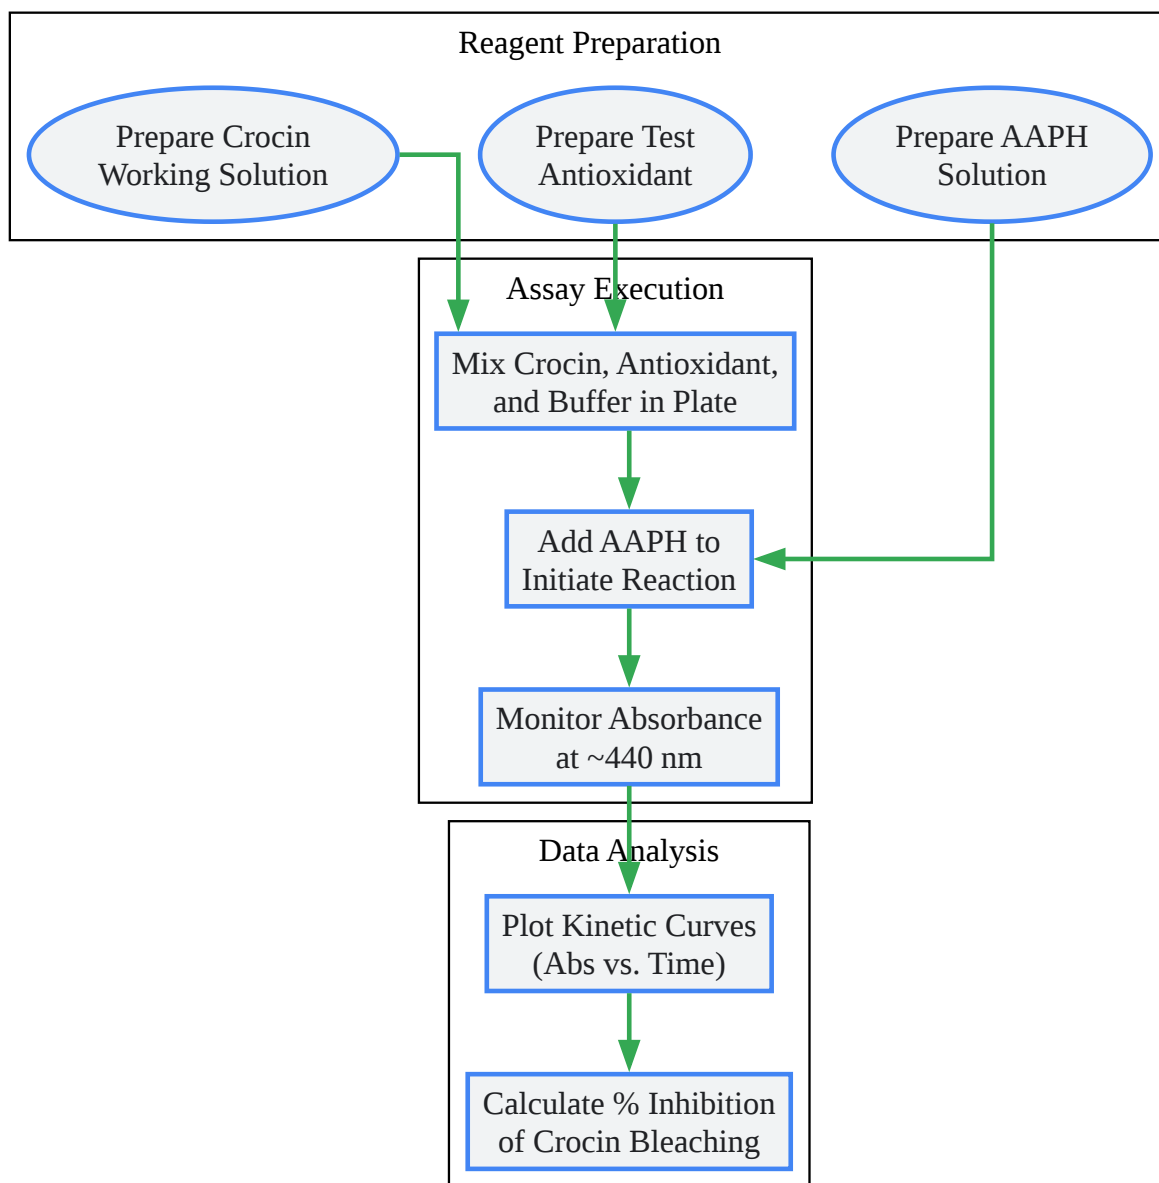 Reagent Preparation
Prepare Crocin
Working Solution
Prepare Test
Antioxidant
Prepare AAPH
Solution
Assay Execution
Mix Crocin, Antioxidant,
and Buffer in Plate
Add AAPH to
Initiate Reaction
Monitor Absorbance
at ~440 nm
Data Analysis
Plot Kinetic Curves
(Abs vs. Time)
Calculate % Inhibition
of Crocin Bleaching